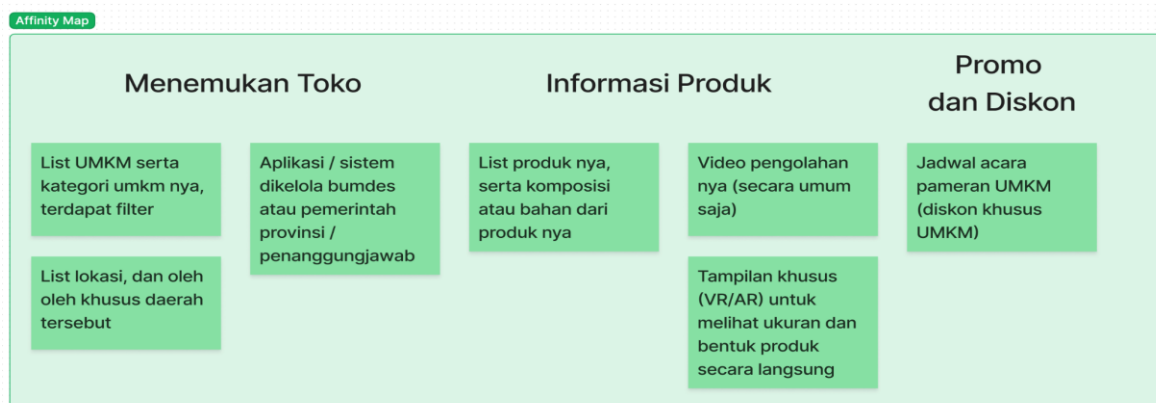 Affinity Map
Menemukan Toko
List UMKM serta
kategori umkm nya,
terdapat filter
List lokasi, dan oleh
oleh khusus daerah
tersebut
Aplikasi / sistem
dikelola bumdes
atau pemerintah
provinsi /
penanggungjawab
Informasi Produk
List produk nya,
serta komposisi
atau bahan dari
produk nya
Video pengolahan
nya (secara umum
saja)
Tampilan khusus
(VR/AR) untuk
melihat ukuran dan
bentuk produk
secara langsung
Promo
dan Diskon
Jadwal acara
pameran UMKM
(diskon khusus
UMKM)